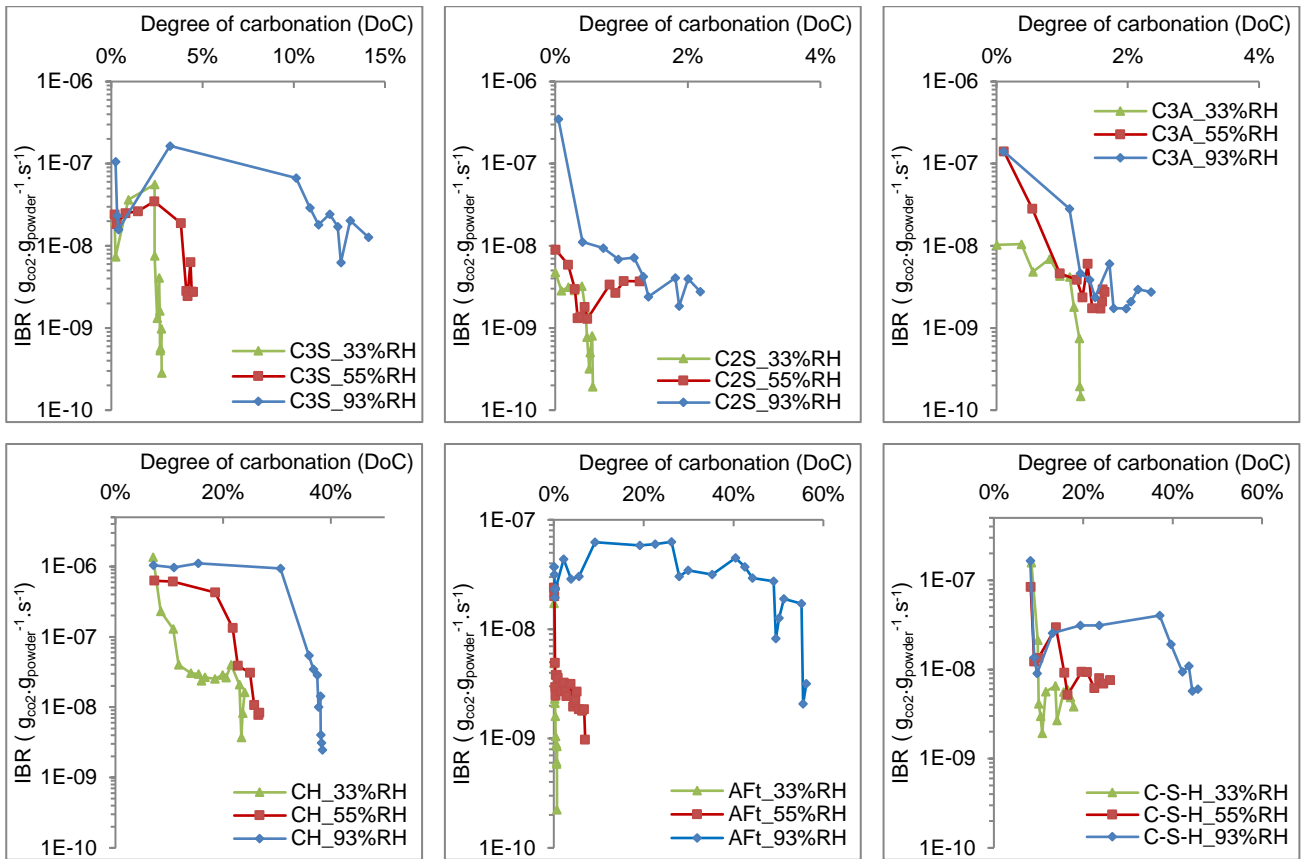 Degree of carbonation (DoC)
0% 5% 10% 15%
1E-06
1E-07
1E-08
1E-09
1E-10
IBR ( gco2.gpowder-1.s-1)
C3S_33%RH
C3S_55%RH
C3S_93%RH
Degree of carbonation (DoC)
0% 2% 4%
1E-06
1E-07
1E-08
1E-09
1E-10
IBR ( gco2.gpowder-1.s-1)
C2S_33%RH
C2S_55%RH
C2S_93%RH
Degree of carbonation (DoC)
0% 2% 4%
1E-06
1E-07
1E-08
1E-09
1E-10
IBR ( gco2.gpowder-1.s-1)
C3A_33%RH
C3A_55%RH
C3A_93%RH
Degree of carbonation (DoC)
0% 20% 40%
1E-06
1E-07
1E-08
1E-09
1E-10
IBR ( gco2.gpowder-1.s-1)
CH_33%RH
CH_55%RH
CH_93%RH
Degree of carbonation (DoC)
0% 20% 40% 60%
1E-07
1E-08
1E-09
1E-10
IBR ( gco2.gpowder-1.s-1)
AFt_33%RH
AFt_55%RH
AFt_93%RH
Degree of carbonation (DoC)
0% 20% 40% 60%
1E-07
1E-08
1E-09
1E-10
IBR ( gco2.gpowder-1.s-1)
C-S-H_33%RH
C-S-H_55%RH
C-S-H_93%RH